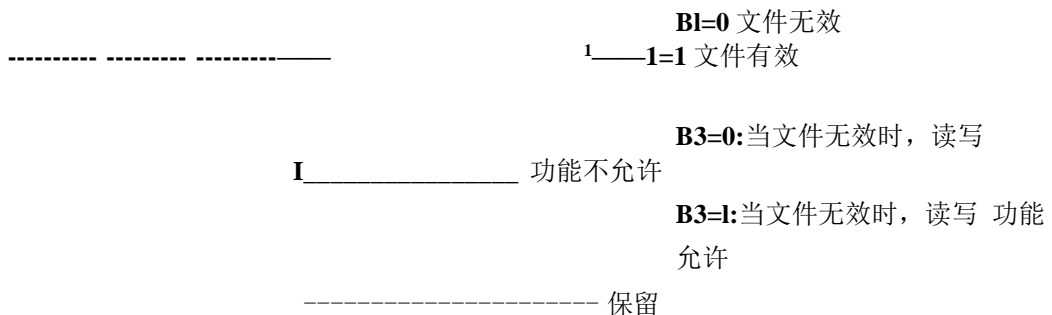 Bl=0 文件无效
---------- --------- ---------—— ¹——1=1 文件有效
B3=0:当文件无效时，读写
I________________ 功能不允许
B3=l:当文件无效时，读写 功能
允许
---------------------- 保留